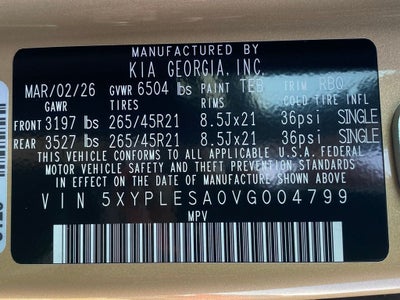 MANUFACTURED BY
KIA GEORGIA, INC.
MAR/02/26 GVWR 6504 lbs PAINT TEB TRIM RBQ
GAWR TIRES RIMS COLD TIRE INFL
FRONT 3197 lbs 265/45R21 8.5Jx21 36psi SINGLE
REAR 3527 lbs 265/45R21 8.5Jx21 36psi SINGLE
THIS VEHICLE CONFORMS TO ALL APPLICABLE U.S.A. FEDERAL
MOTOR VEHICLE SAFETY AND THEFT PREVENTION STANDARDS
IN EFFECT ON THE DATE OF MANUFACTURE SHOWN ABOVE
VIN 5XYPLESA0VG004799
MPV